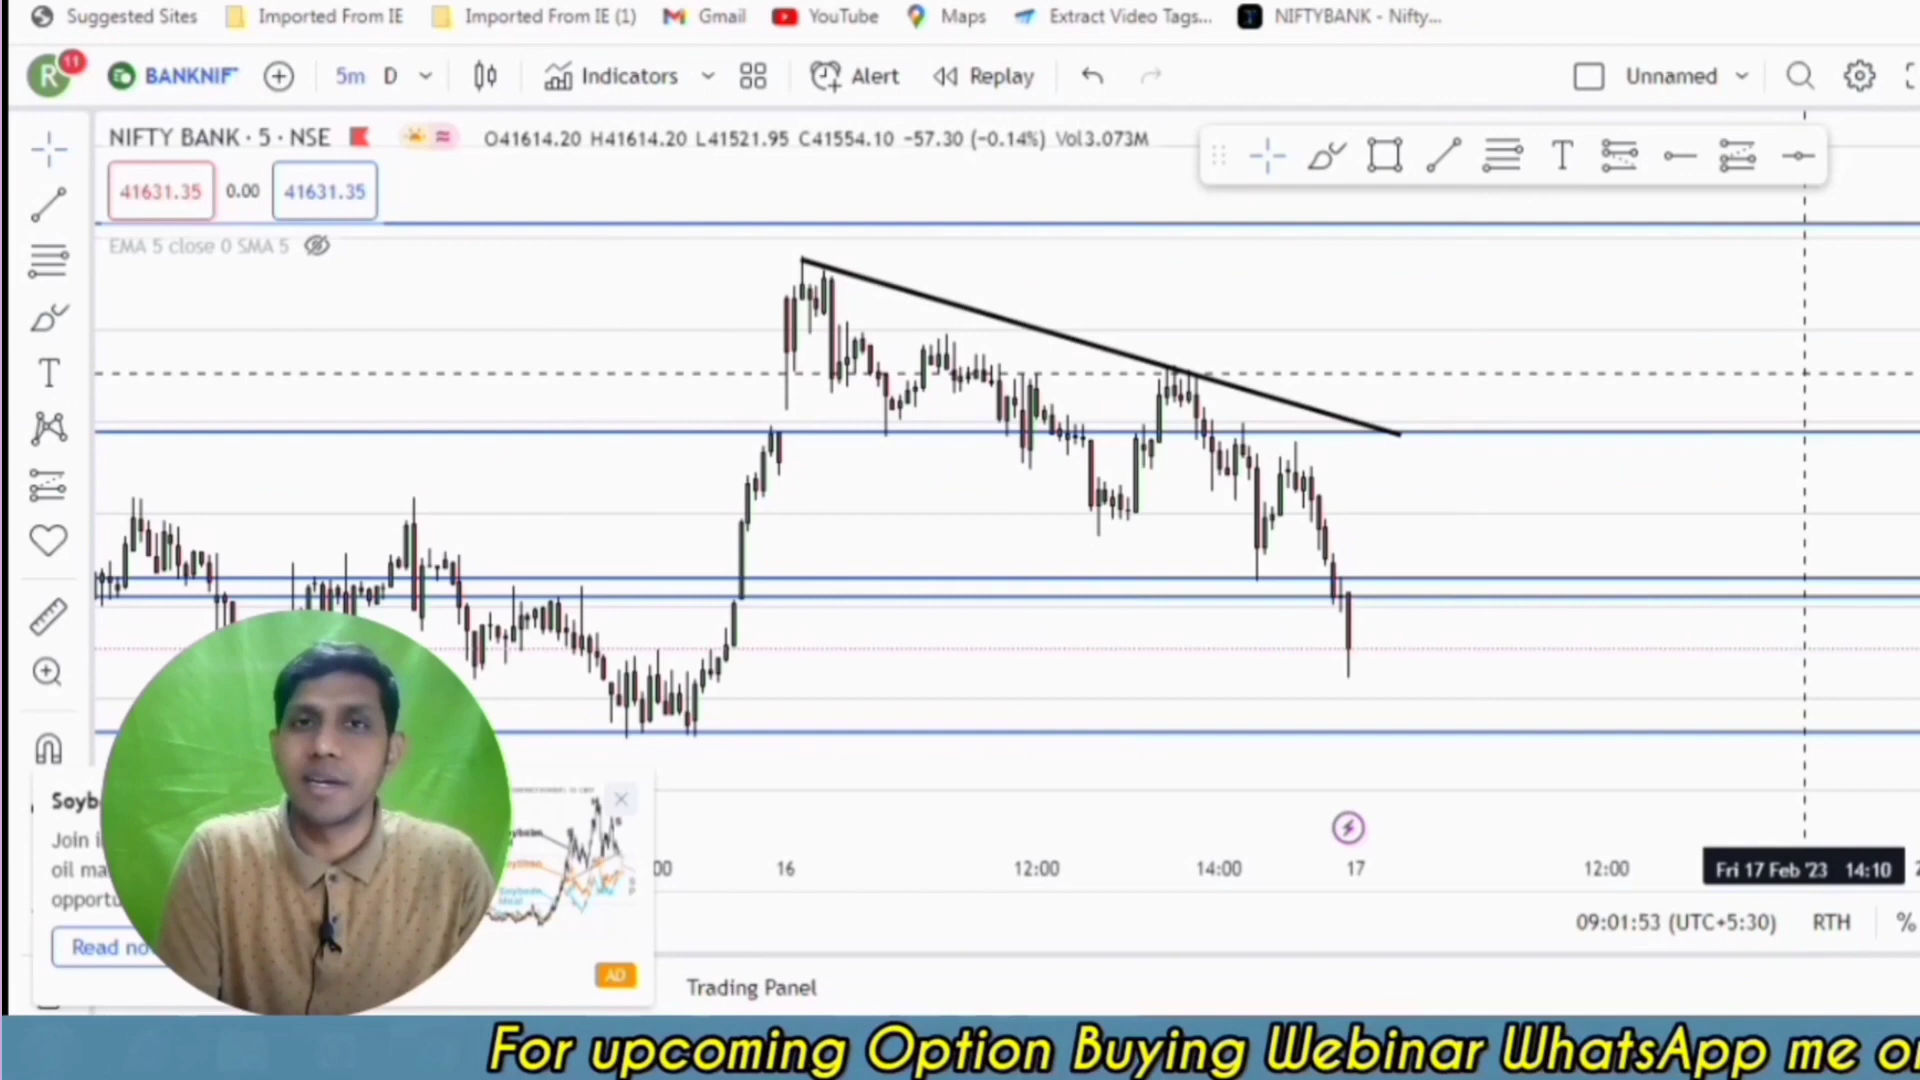 Suggested Sites Imported From IE Imported From IE (1) Gmail YouTube Maps Extract Video Tags... NIFTYBANK - Nifty...
R 11 BANKNIF 5m D Indicators Alert Replay Unnamed
NIFTY BANK · 5 · NSE O41614.20 H41614.20 L41521.95 C41554.10 −57.30 (−0.14%) Vol3.073M
41631.35 0.00 41631.35
EMA 5 close 0 SMA 5
Soyb
Join i
oil ma
opportu
Read no
AD
00 16 12:00 14:00 17 12:00 Fri 17 Feb '23 14:10 2
09:01:53 (UTC+5:30) RTH %
Trading Panel
For upcoming Option Buying Webinar WhatsApp me o